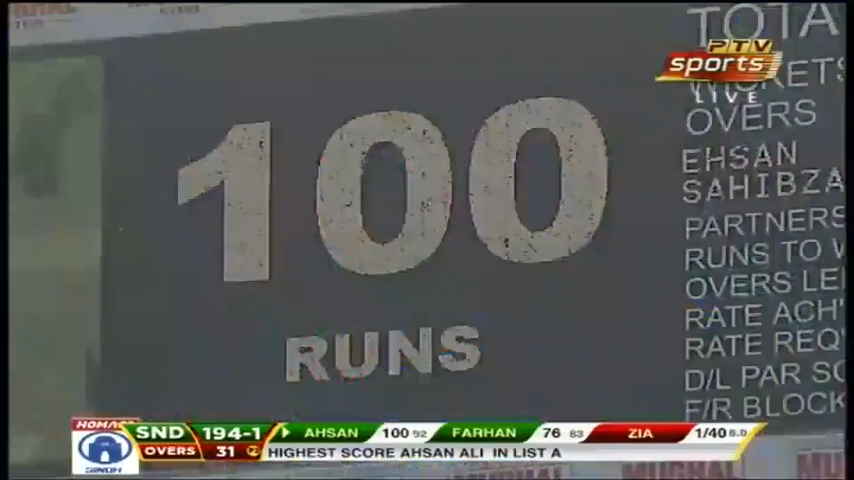 PTV
sports
LIVE
100
RUNS
TOTA
WICKETS
OVERS
EHSAN
SAHIBZA
PARTNERS
RUNS TO W
OVERS LE
RATE ACH
RATE REQ
D/L PAR SC
F/R BLOCK
SND 194-1 AHSAN 100 92 FARHAN 76 83 ZIA 1/40 6.0
OVERS 31 HIGHEST SCORE AHSAN ALI IN LIST A
SINDH